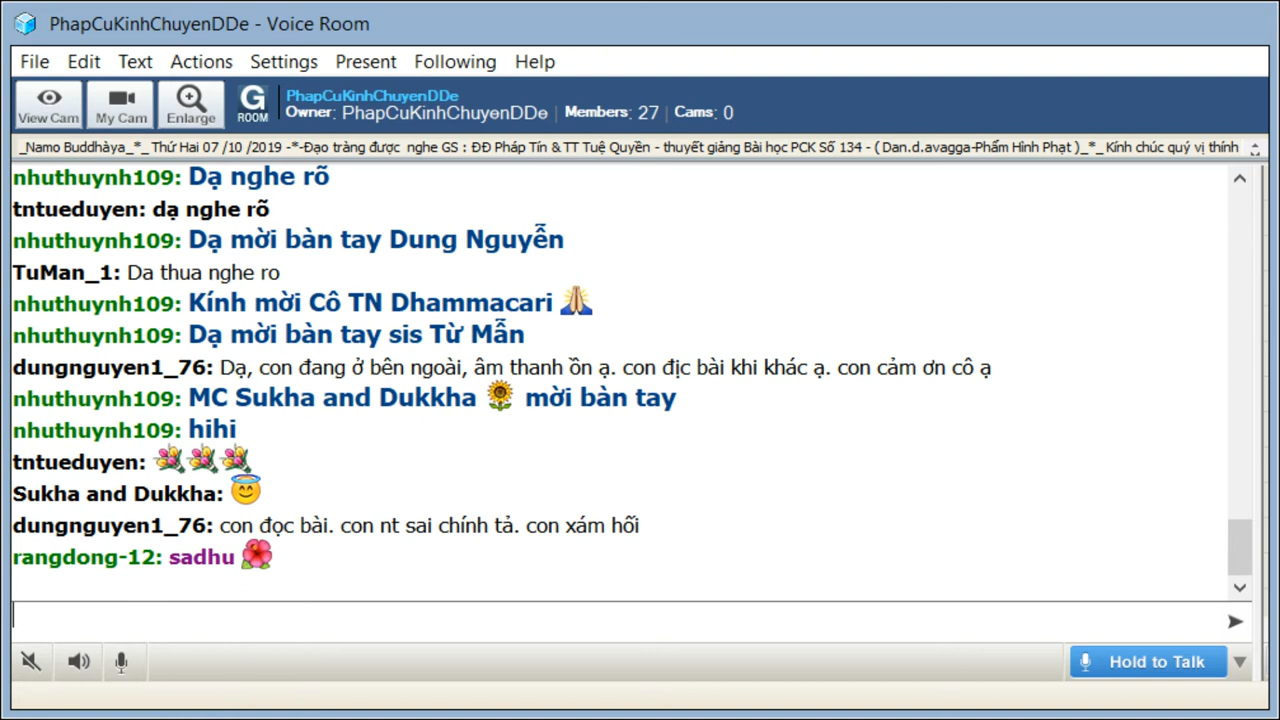 PhapCuKinhChuyenDDe - Voice Room
File Edit Text Actions Settings Present Following Help
View Cam My Cam Enlarge G ROOM PhapCuKinhChuyenDDe
Owner: PhapCuKinhChuyenDDe | Members: 27 | Cams: 0
_Namo Buddhàya_*_ Thứ Hai 07 /10 /2019 -*-Đạo tràng được nghe GS : ĐĐ Pháp Tín & TT Tuệ Quyền - thuyết giảng Bài học PCK Số 134 - ( Dan.d.avagga-Phẩm Hình Phạt )_*_ Kính chúc quý vị thính
nhuthuynh109: Dạ nghe rõ
tntueduyen: dạ nghe rõ
nhuthuynh109: Dạ mời bàn tay Dung Nguyễn
TuMan_1: Da thua nghe ro
nhuthuynh109: Kính mời Cô TN Dhammacari 🙏
nhuthuynh109: Dạ mời bàn tay sis Từ Mẫn
dungnguyen1_76: Dạ, con đang ở bên ngoài, âm thanh ồn ạ. con địc bài khi khác ạ. con cảm ơn cô ạ
nhuthuynh109: MC Sukha and Dukkha 🌻 mời bàn tay
nhuthuynh109: hihi
tntueduyen: 💐💐💐
Sukha and Dukkha: 😇
dungnguyen1_76: con đọc bài. con nt sai chính tả. con xám hối
rangdong-12: sadhu 🌺
Hold to Talk